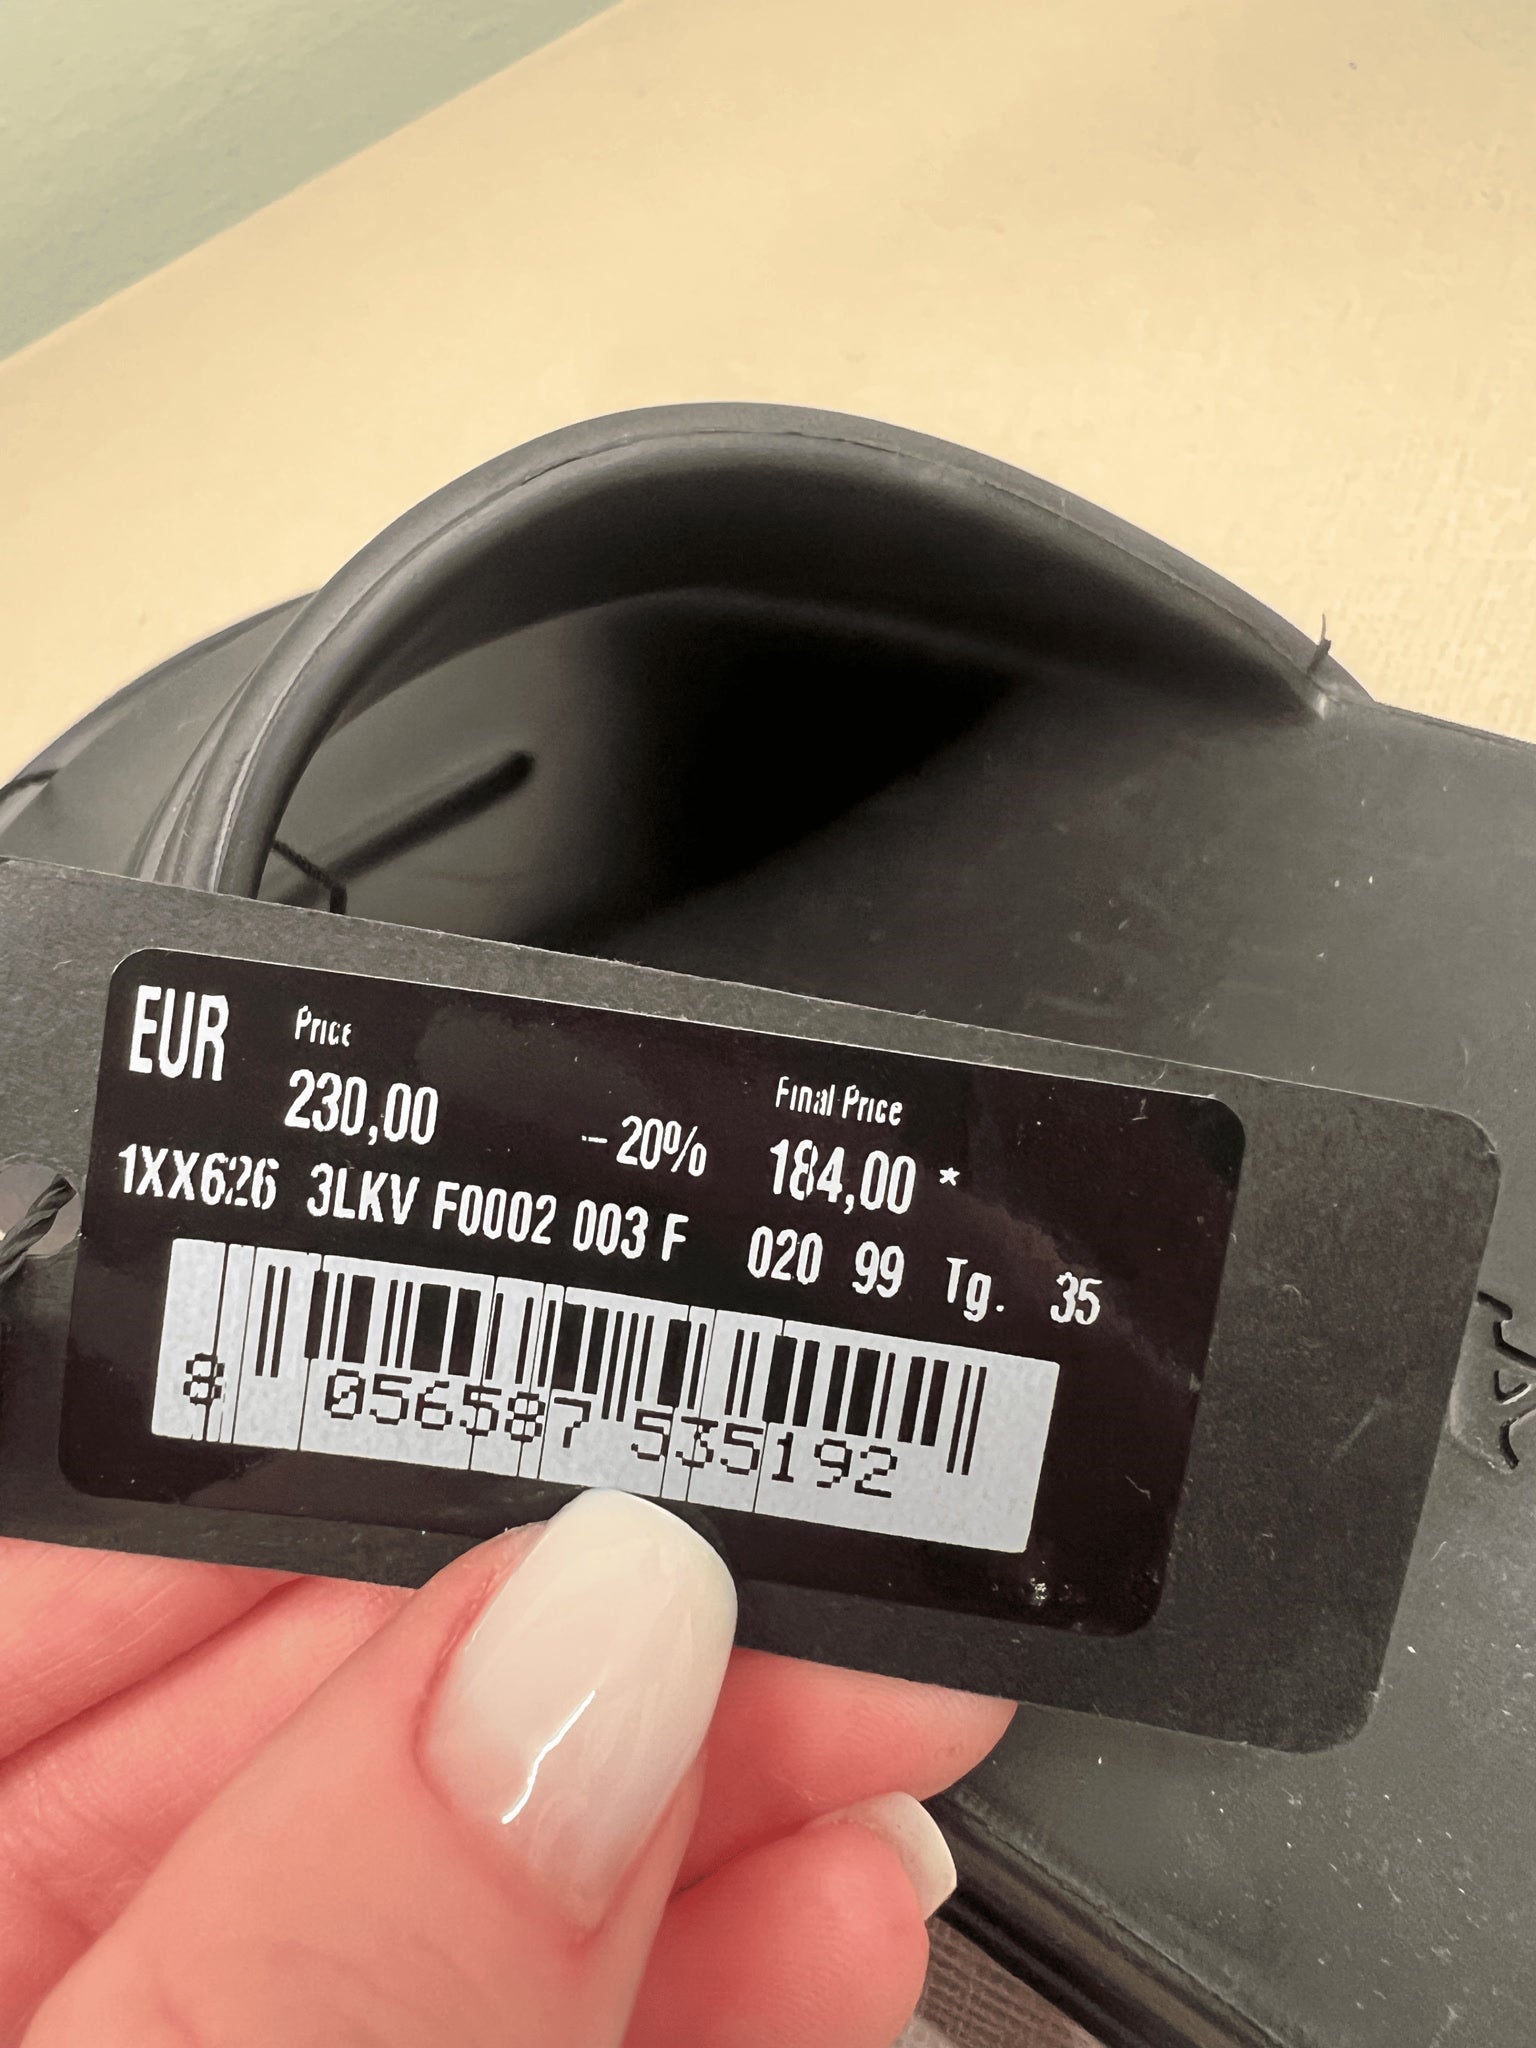 EUR Price Final Price
230,00 – 20% 184,00 *
1XX626 3LKV F0002 003 F 020 99 Tg. 35
8 056587 535192